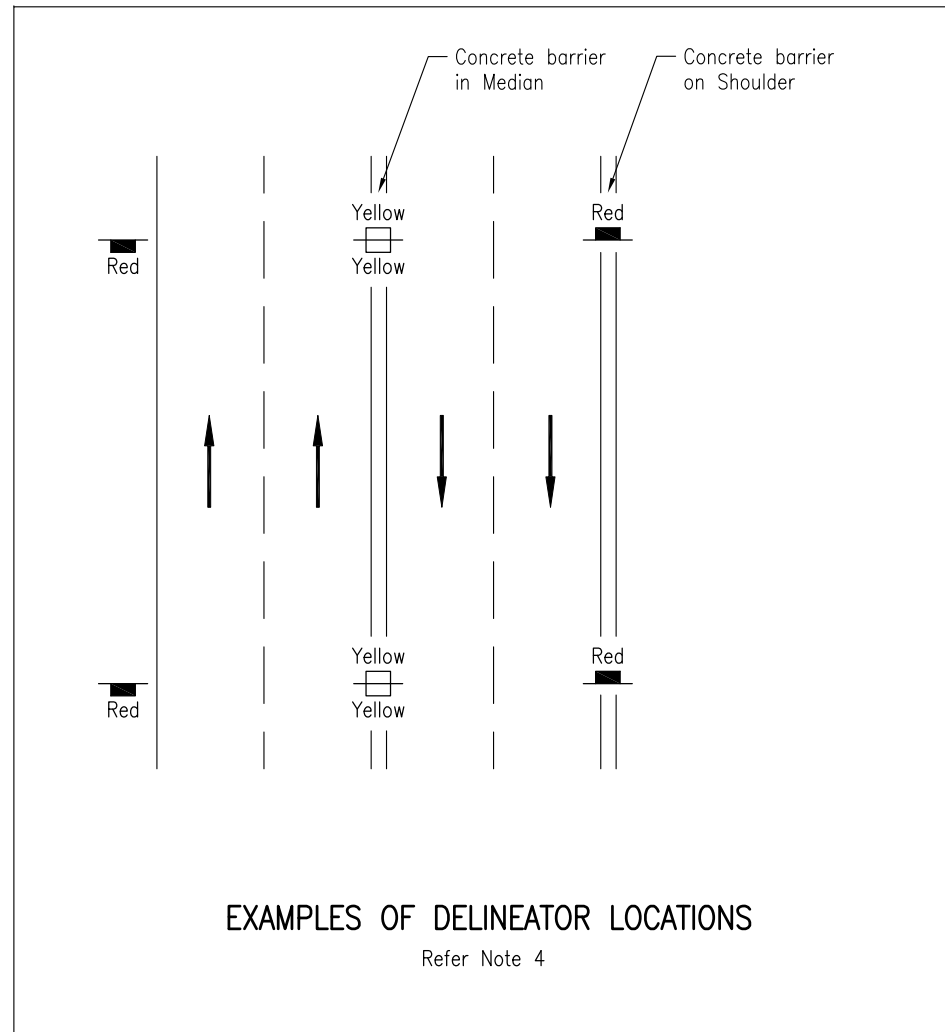 Concrete barrier
in Median
Concrete barrier
on Shoulder
Yellow
Red
Red
Yellow
Yellow
Red
Red
Yellow
EXAMPLES OF DELINEATOR LOCATIONS
Refer Note 4